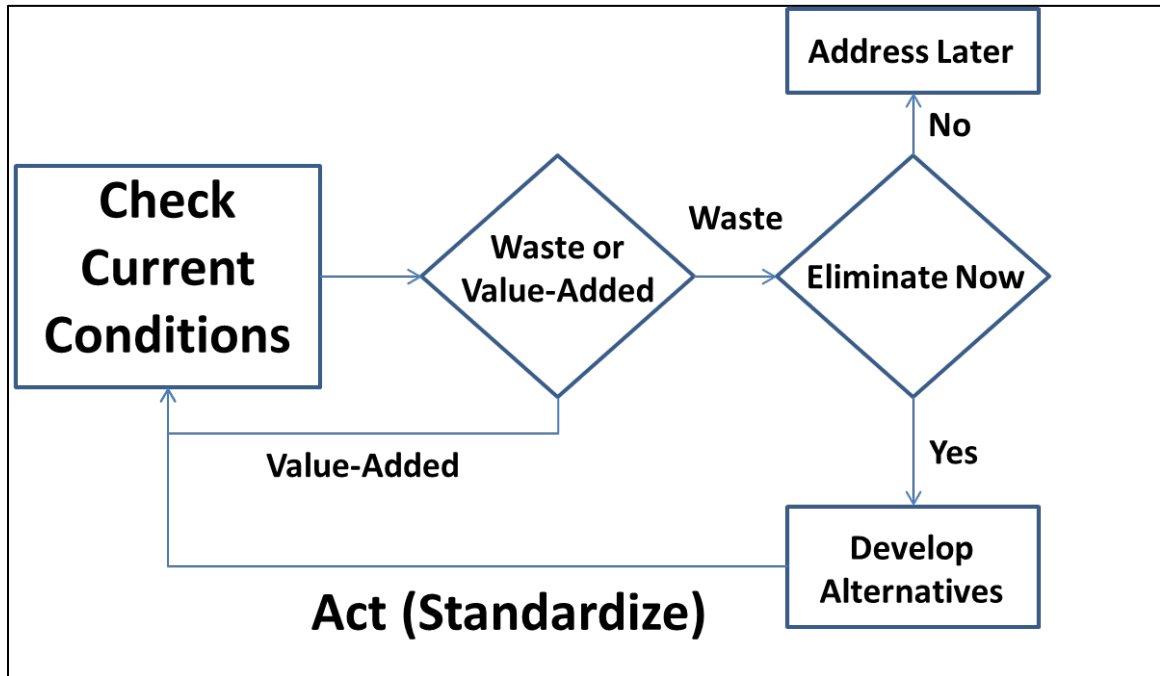 Address Later
No
Check
Current
Conditions
Waste or
Value-Added
Waste
Eliminate Now
Value-Added
Yes
Develop
Alternatives
Act (Standardize)